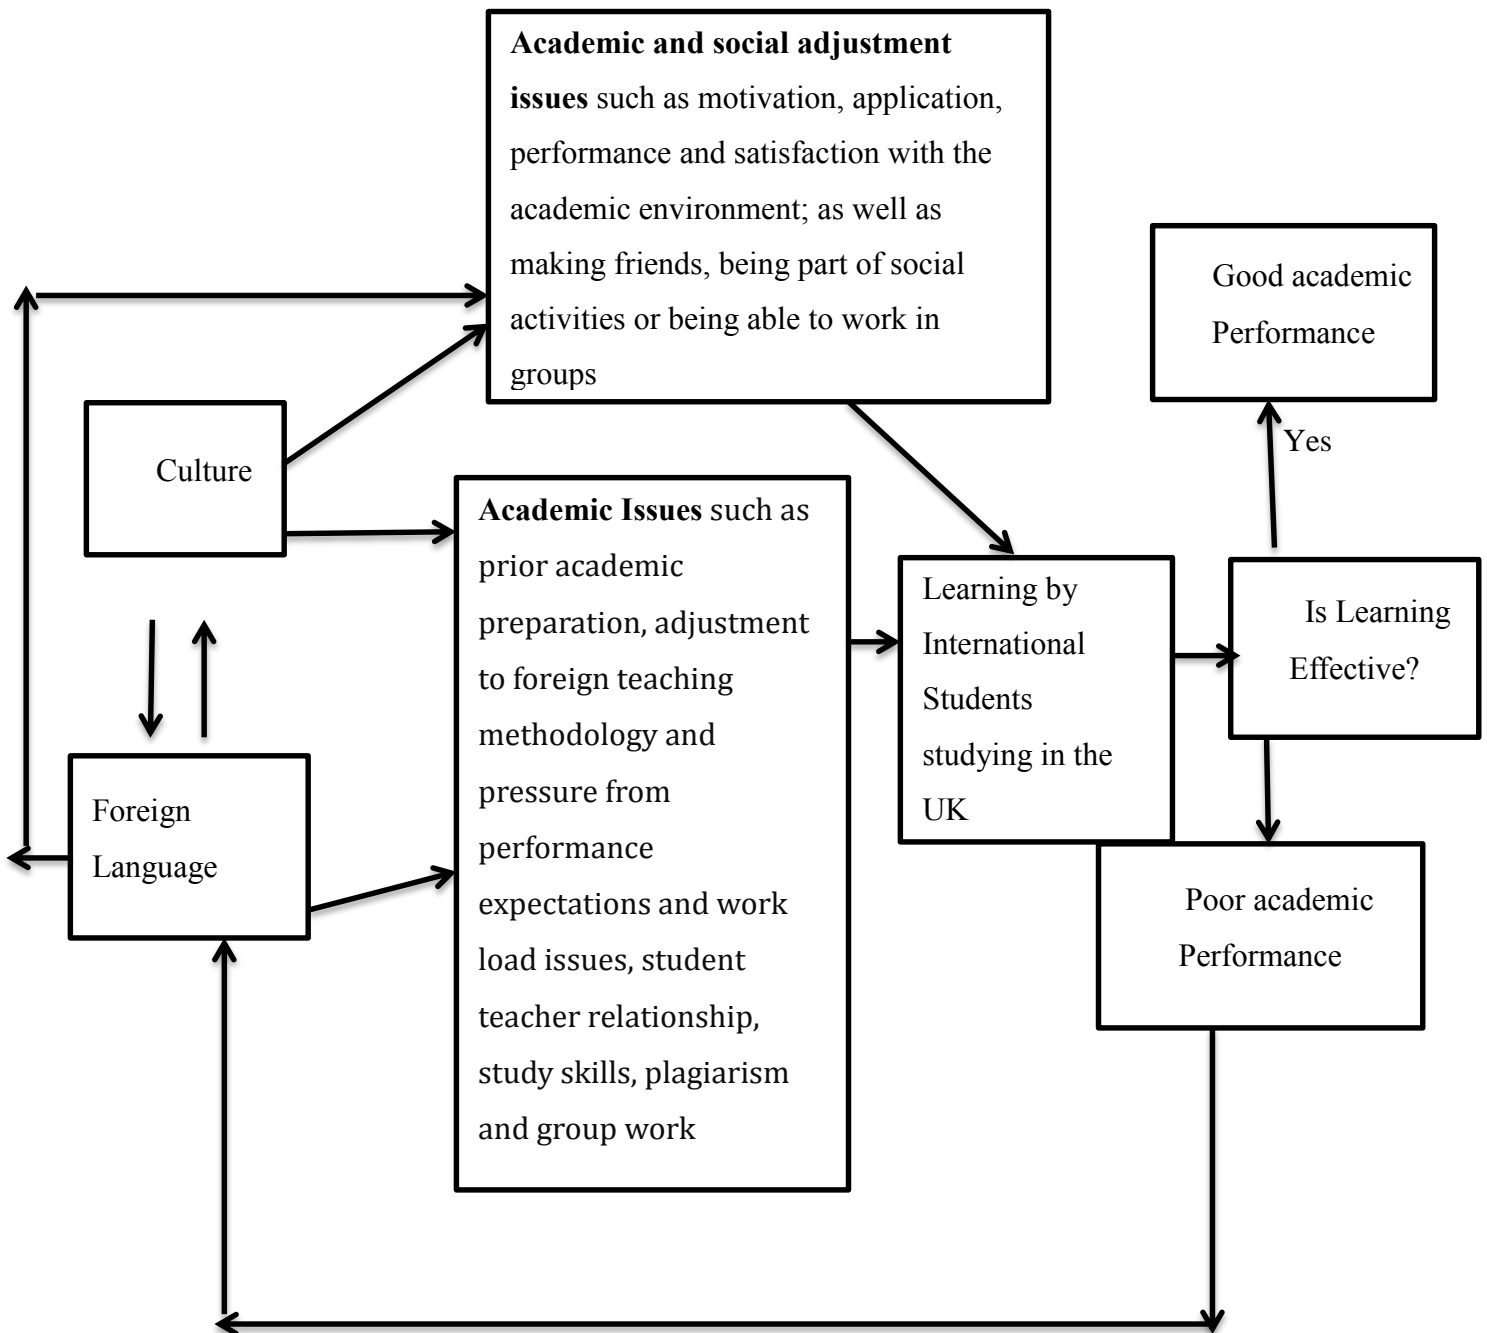 Academic and social adjustment
issues such as motivation, application,
performance and satisfaction with the
academic environment; as well as
making friends, being part of social
activities or being able to work in
groups
Good academic
Performance
Yes
Culture
Academic Issues such as
prior academic
preparation, adjustment
to foreign teaching
methodology and
pressure from
performance
expectations and work
load issues, student
teacher relationship,
study skills, plagiarism
and group work
Learning by
International
Students
studying in the
UK
Is Learning
Effective?
Foreign
Language
Poor academic
Performance